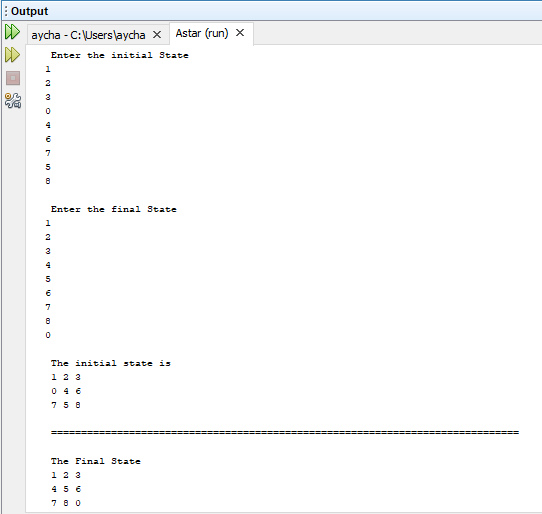 Output
aycha - C:\Users\aycha × Astar (run) ×
Enter the initial State
1
2
3
0
4
6
7
5
8
Enter the final State
1
2
3
4
5
6
7
8
0
The initial state is
1 2 3
0 4 6
7 5 8
==============================================================================
The Final State
1 2 3
4 5 6
7 8 0